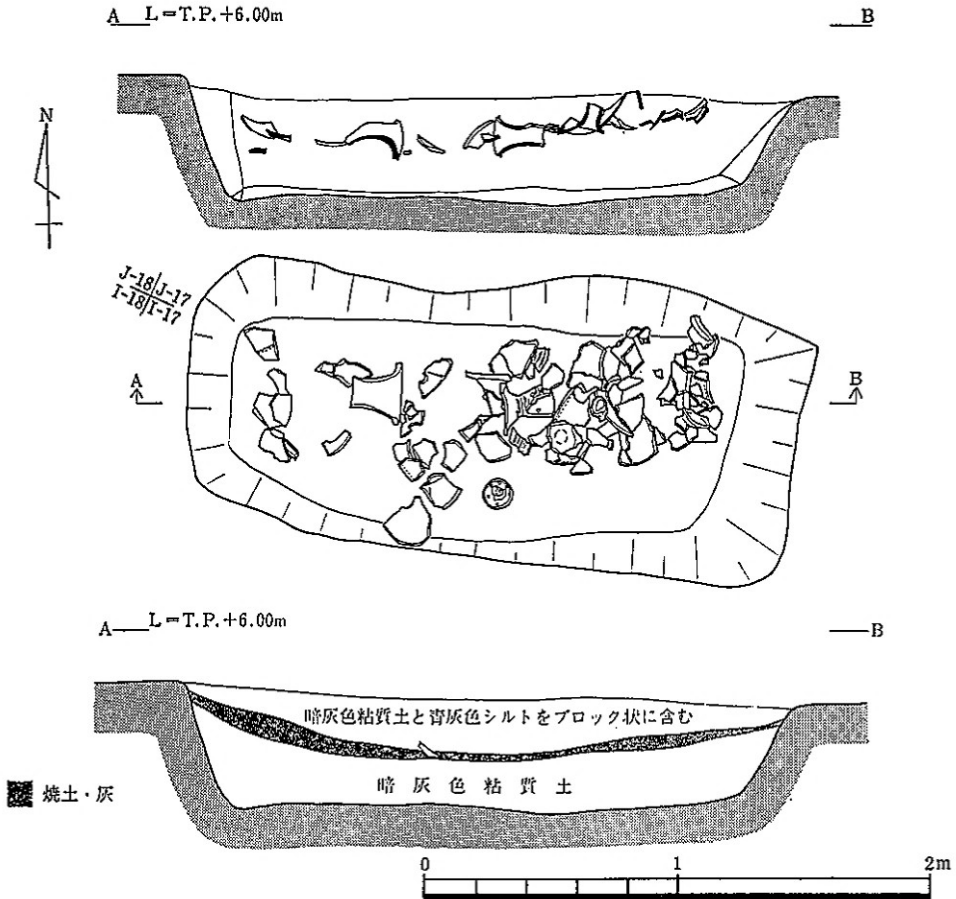 A L=T.P.+6.00m B
N
J-18 J-17
I-18 I-17
A B
A L=T.P.+6.00m B
暗灰色粘質土と青灰色シルトをブロック状に含む
暗灰色粘質土
焼土・灰
0 1 2m